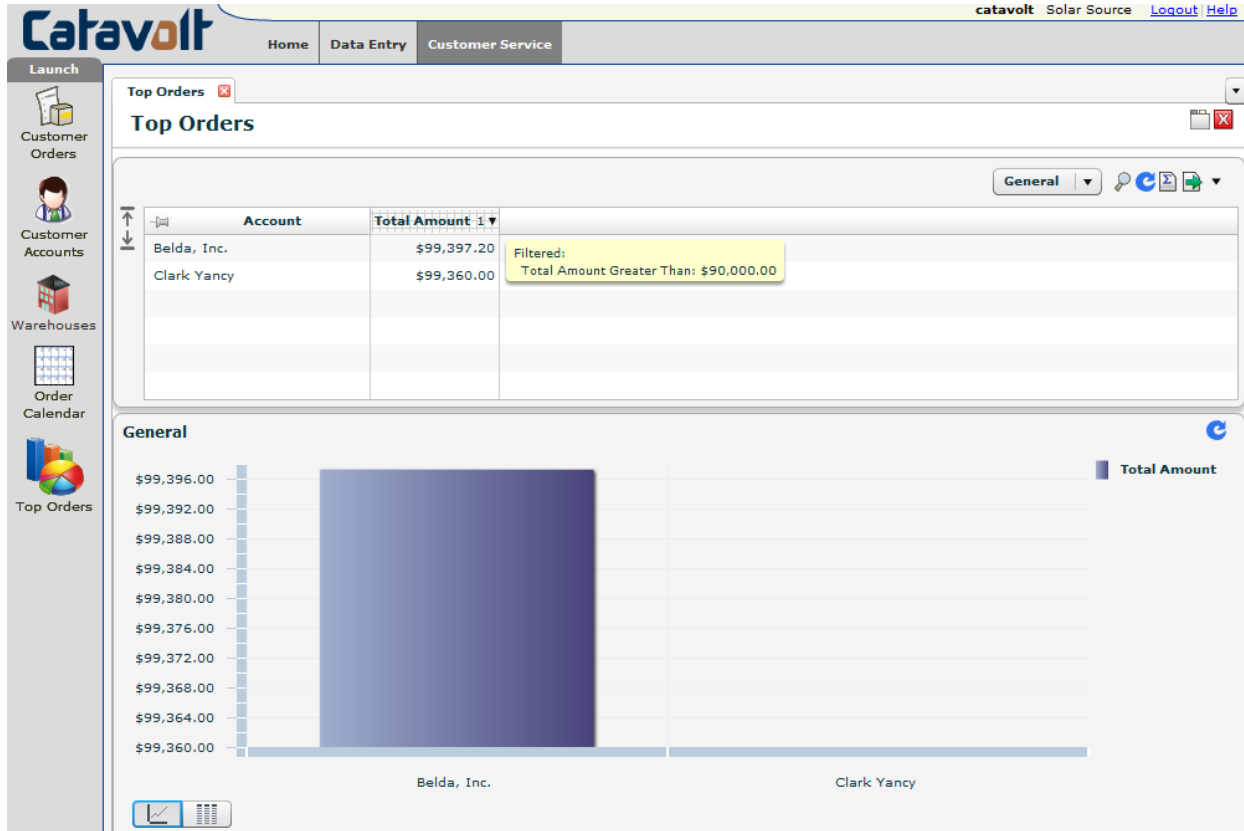 catavolt Solar Source Logout Help
Catavolt
Home Data Entry Customer Service
Launch
Customer
Orders
Customer
Accounts
Warehouses
Order
Calendar
Top Orders
Top Orders
Top Orders
General
Account Total Amount 1
Belda, Inc. $99,397.20
Clark Yancy $99,360.00
Filtered:
Total Amount Greater Than: $90,000.00
General
Total Amount
$99,396.00
$99,392.00
$99,388.00
$99,384.00
$99,380.00
$99,376.00
$99,372.00
$99,368.00
$99,364.00
$99,360.00
Belda, Inc. Clark Yancy